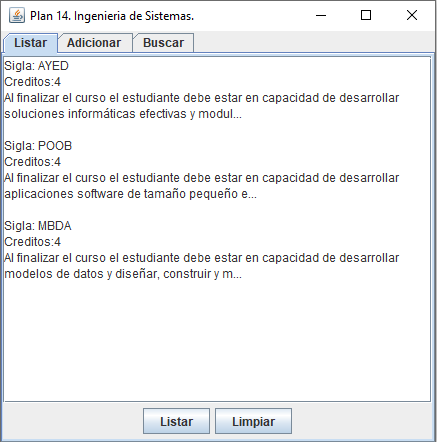 Plan 14. Ingenieria de Sistemas.
Listar Adicionar Buscar
Sigla: AYED
Creditos:4
Al finalizar el curso el estudiante debe estar en capacidad de desarrollar
soluciones informáticas efectivas y modul...
Sigla: POOB
Creditos:4
Al finalizar el curso el estudiante debe estar en capacidad de desarrollar
aplicaciones software de tamaño pequeño e...
Sigla: MBDA
Creditos:4
Al finalizar el curso el estudiante debe estar en capacidad de desarrollar
modelos de datos y diseñar, construir y m...
Listar Limpiar